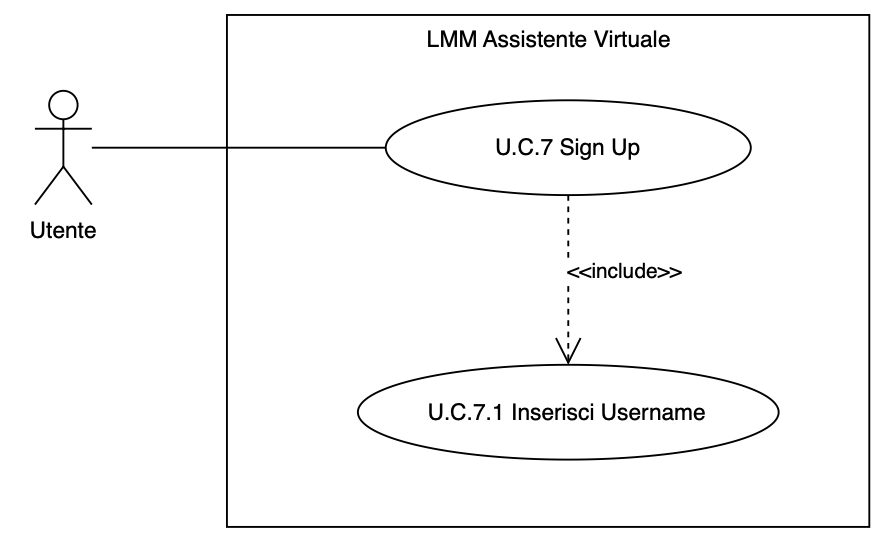 LMM Assistente Virtuale
U.C.7 Sign Up
Utente
<<include>>
U.C.7.1 Inserisci Username